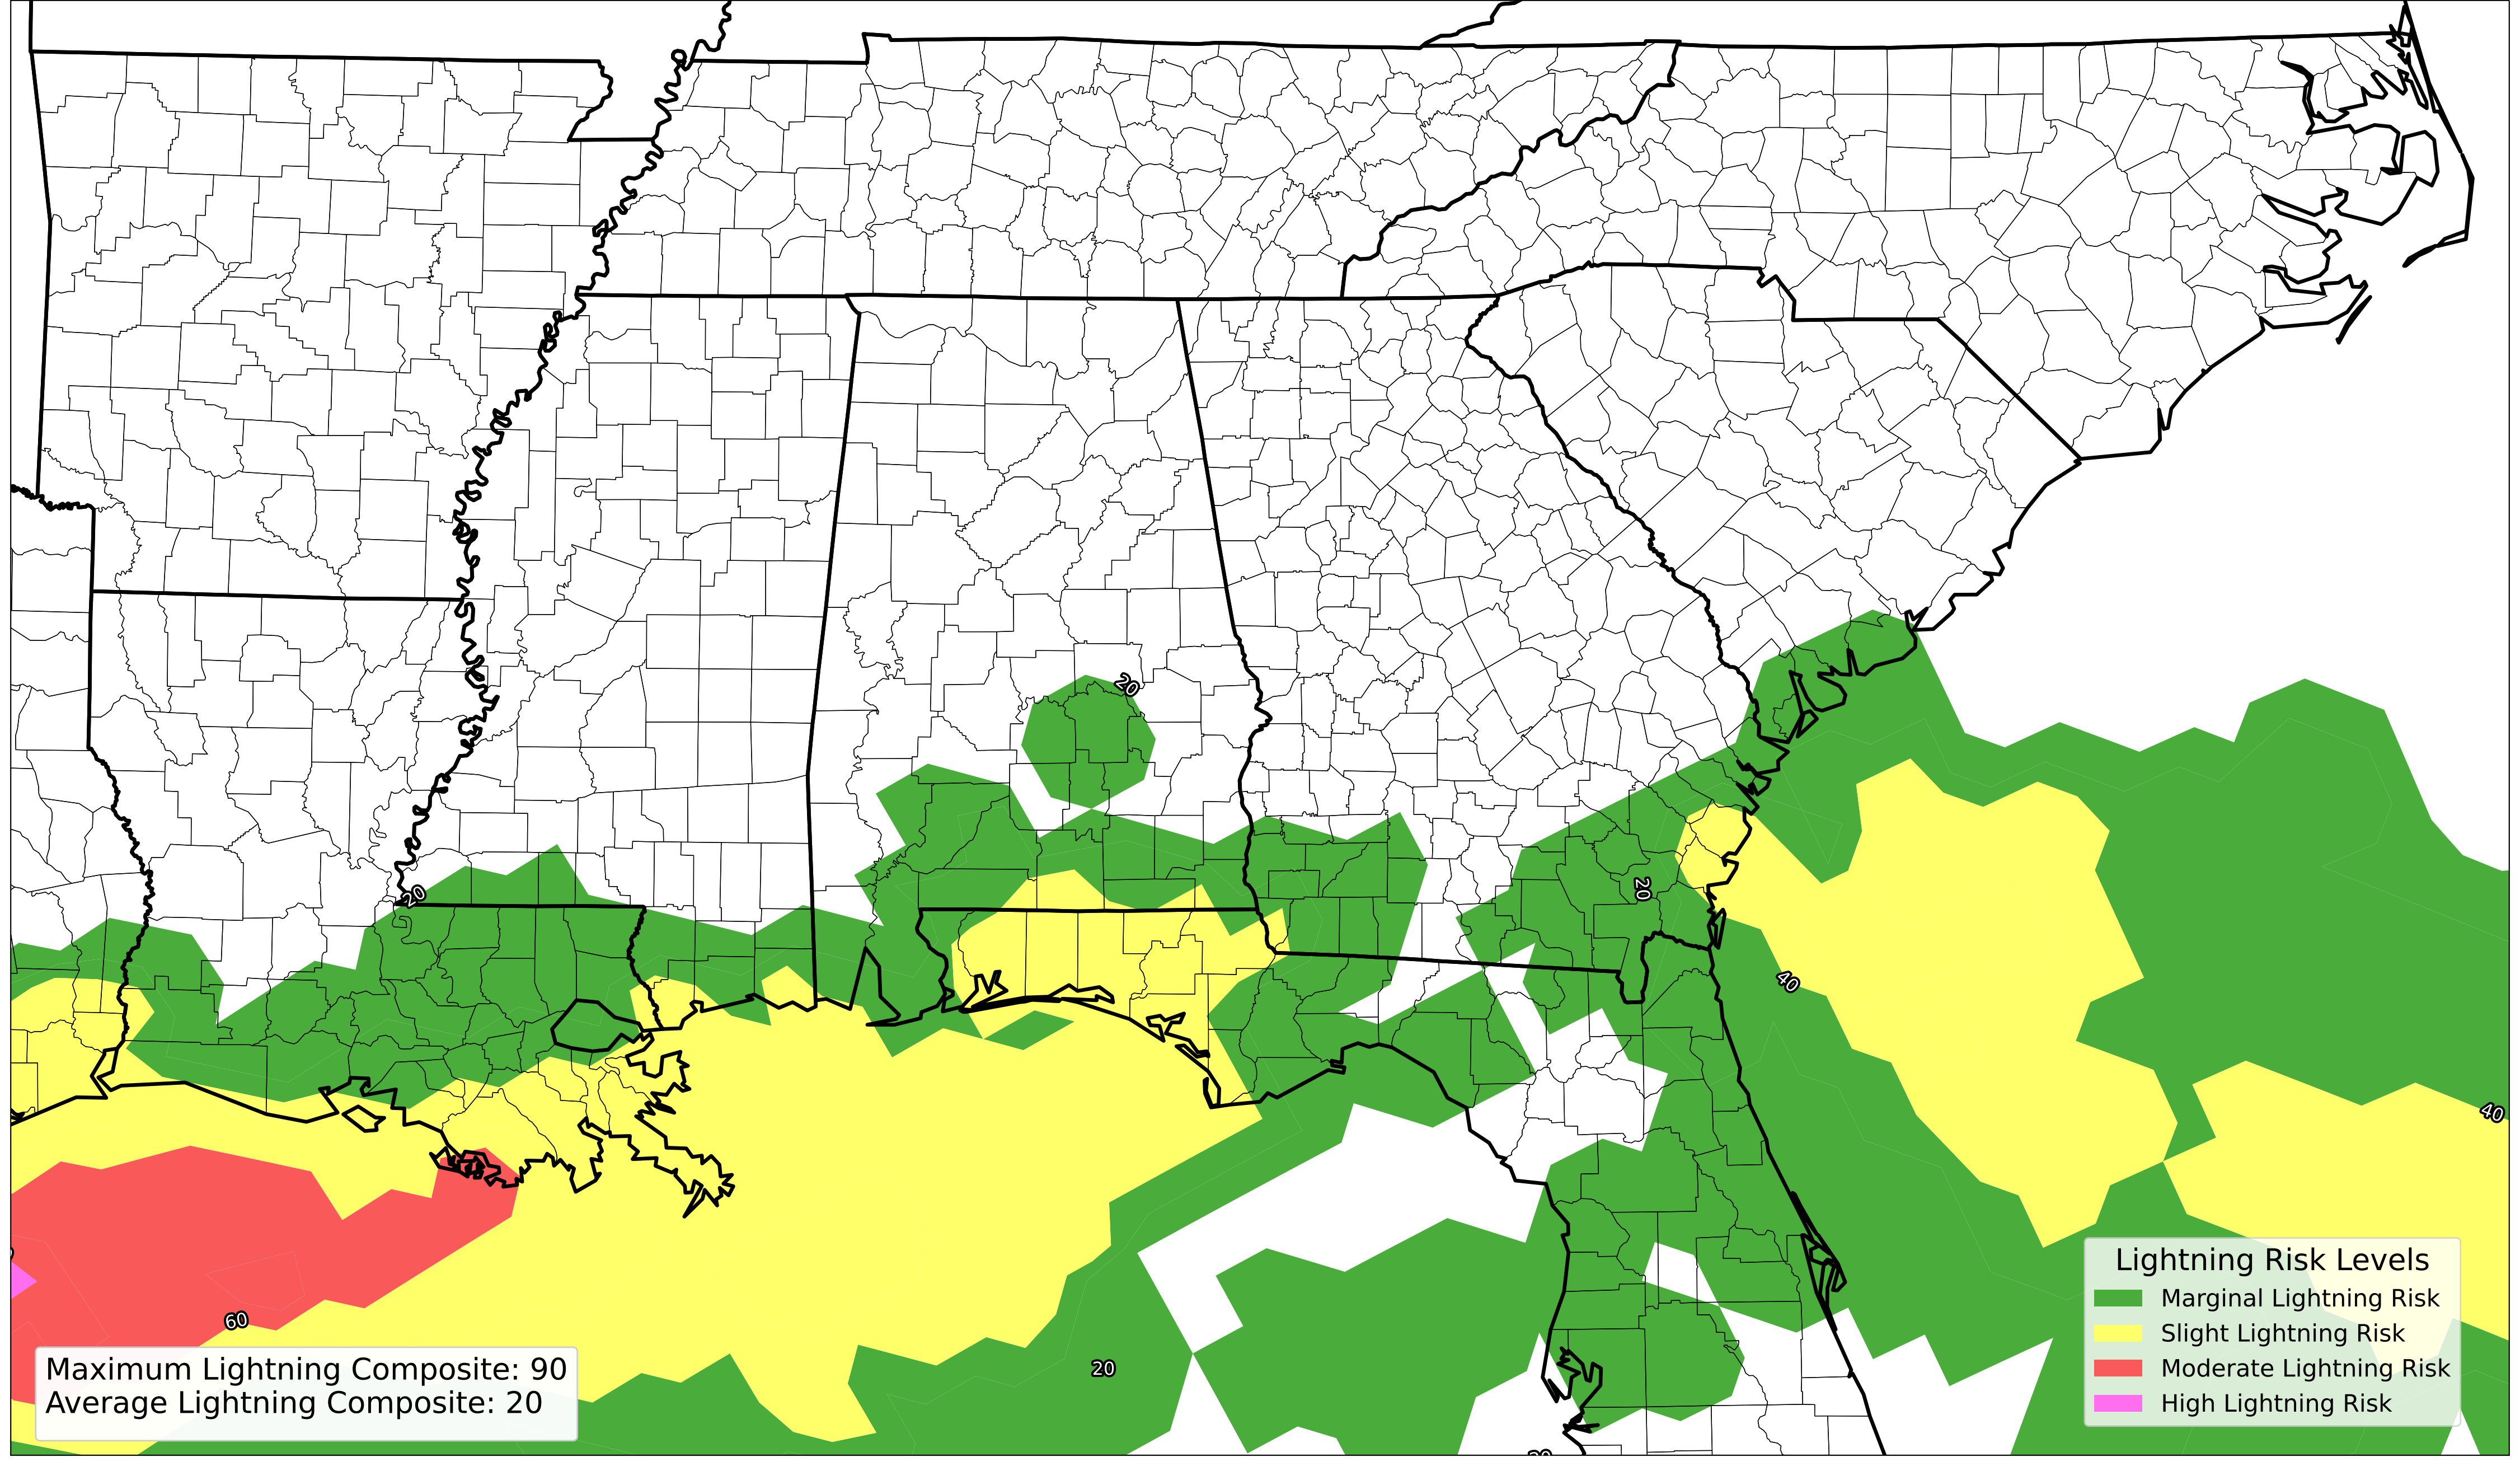 20
20
20
40
40
60
20
Lightning Risk Levels
Marginal Lightning Risk
Slight Lightning Risk
Moderate Lightning Risk
High Lightning Risk
Maximum Lightning Composite: 90
Average Lightning Composite: 20